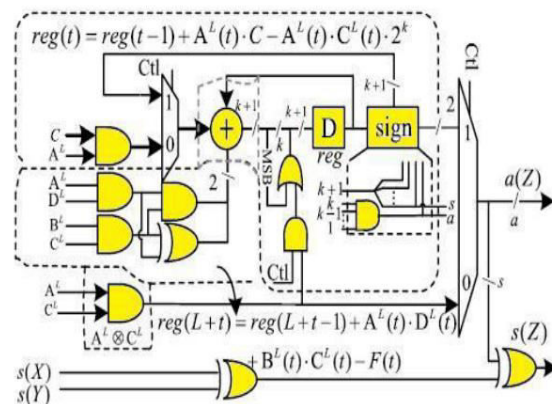 reg(t) = reg(t−1) + A^L(t)·C − A^L(t)·C^L(t)·2^k
Ctl
Ctl
1
0
k+1
k+1
k+1
k
C
A^L
+
D
reg
sign
2
1
0
A^L
D^L
B^L
C^L
2
MSB
k+1
k
k−1
1
s
a
a(Z)
a
Ctl
s
A^L
C^L
A^L⊗C^L
reg(L+t) = reg(L+t−1) + A^L(t)·D^L(t)
+ B^L(t)·C^L(t) − F(t)
s(X)
s(Y)
s(Z)